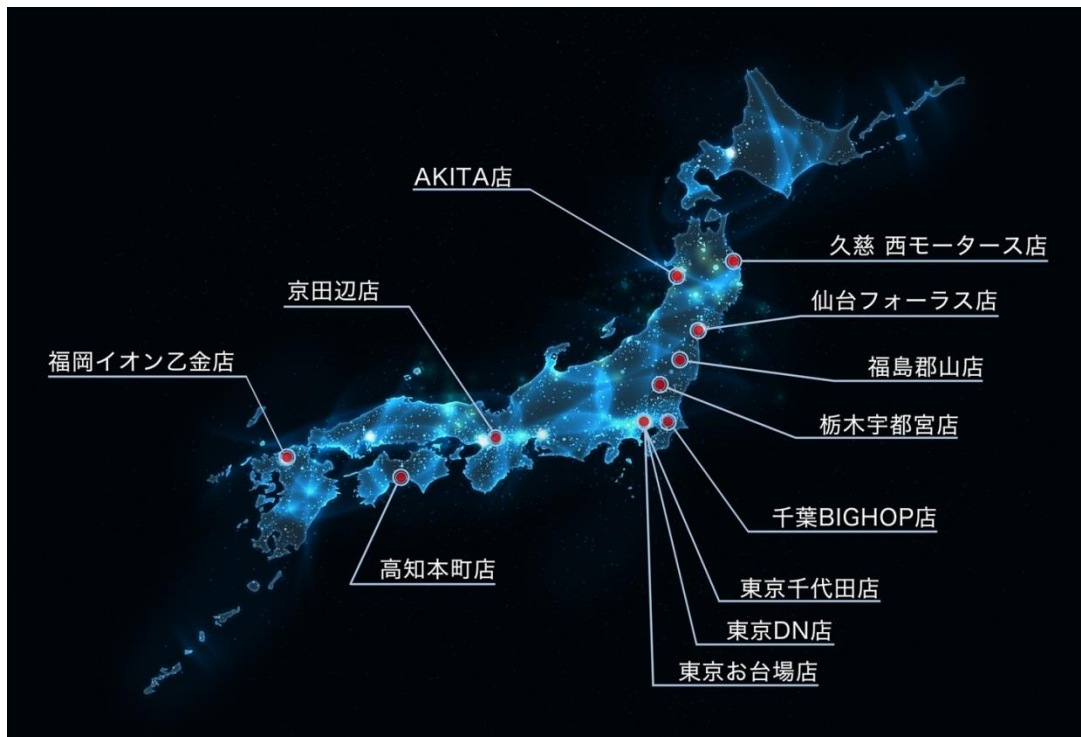 AKITA店
久慈 西モータース店
京田辺店
仙台フォーラス店
福岡イオン乙金店
福島郡山店
栃木宇都宮店
千葉BIGHOP店
高知本町店
東京千代田店
東京DN店
東京お台場店